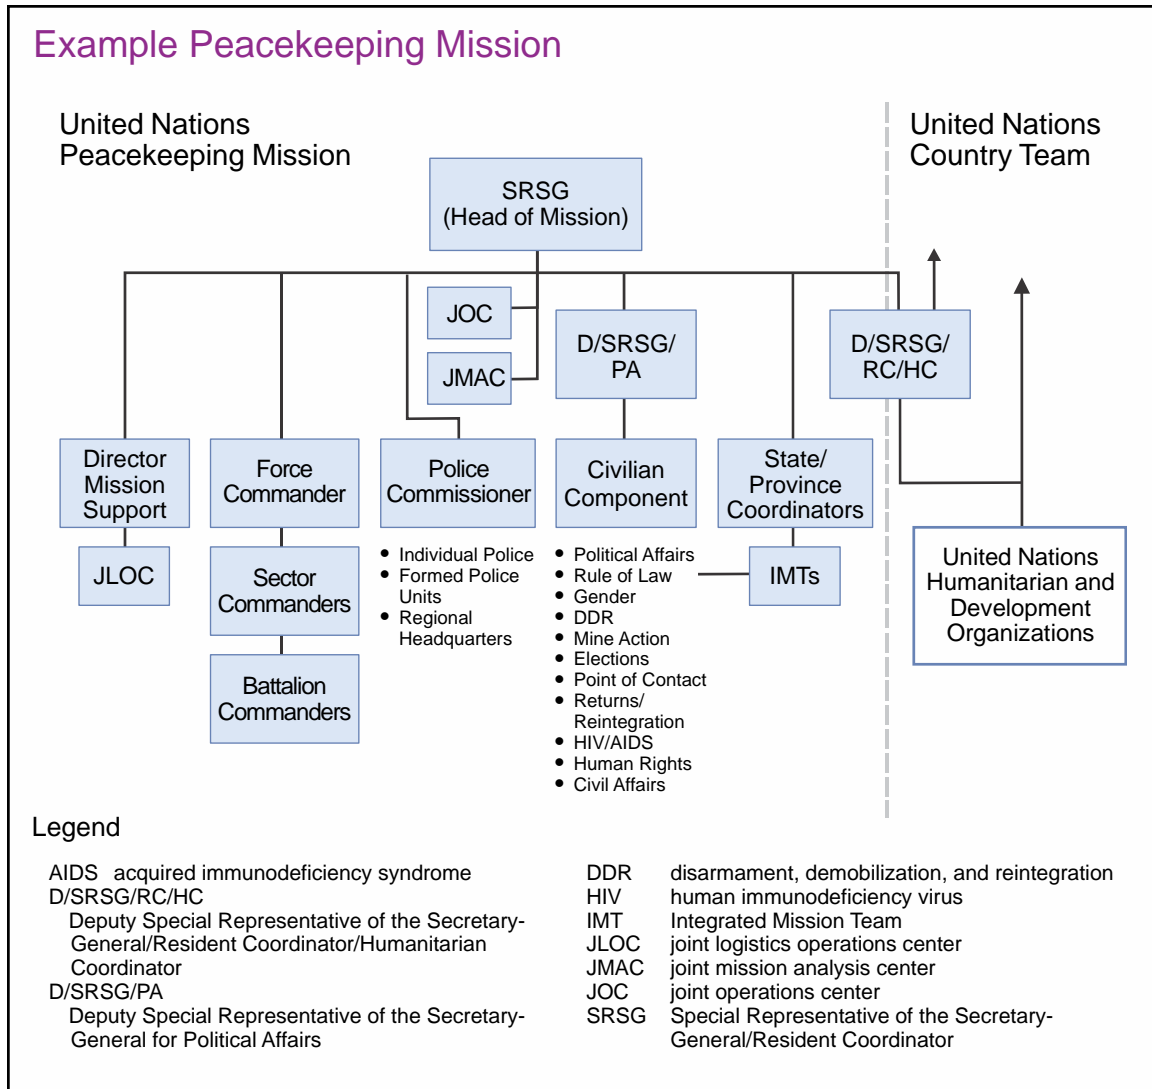 Example Peacekeeping Mission
United Nations
Peacekeeping Mission
United Nations
Country Team
SRSG
(Head of Mission)
JOC
JMAC
D/SRSG/
PA
D/SRSG/
RC/HC
Director
Mission
Support
Force
Commander
Police
Commissioner
Civilian
Component
State/
Province
Coordinators
JLOC
Sector
Commanders
Battalion
Commanders
• Individual Police
• Formed Police
Units
• Regional
Headquarters
• Political Affairs
• Rule of Law
• Gender
• DDR
• Mine Action
• Elections
• Point of Contact
• Returns/
Reintegration
• HIV/AIDS
• Human Rights
• Civil Affairs
IMTs
United Nations
Humanitarian and
Development
Organizations
Legend
AIDS acquired immunodeficiency syndrome
D/SRSG/RC/HC
Deputy Special Representative of the Secretary-
General/Resident Coordinator/Humanitarian
Coordinator
D/SRSG/PA
Deputy Special Representative of the Secretary-
General for Political Affairs
DDR disarmament, demobilization, and reintegration
HIV human immunodeficiency virus
IMT Integrated Mission Team
JLOC joint logistics operations center
JMAC joint mission analysis center
JOC joint operations center
SRSG Special Representative of the Secretary-
General/Resident Coordinator